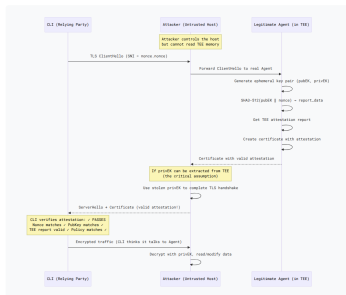 CLI (Relying Party)
Attacker (Untrusted Host)
Legitimate Agent (in TEE)
Attacker controls the host
but cannot read TEE memory
TLS ClientHello (SNI = nonce ounce)
Forward ClientHello to real Agent
Generate ephemeral key pair (pubEK, privEK)
SHAS-512(pubEK ‖ nonce) → report_data
Get TEE attestation report
Create certificate with attestation
Certificate with valid attestation
If privEK can be extracted from TEE
(the critical assumption)
Use stolen privEK to complete TLS handshake
ServerHello + Certificate (valid attestation!)
CLI verifies attestation: ✓ PASSES
Nonce matches ✓ PubKey matches ✓
TEE report valid ✓ Policy matches ✓
Encrypted traffic (CLI thinks it talks to Agent)
Decrypt with privEK, read/modify data
CLI (Relying Party)
Attacker (Untrusted Host)
Legitimate Agent (in TEE)